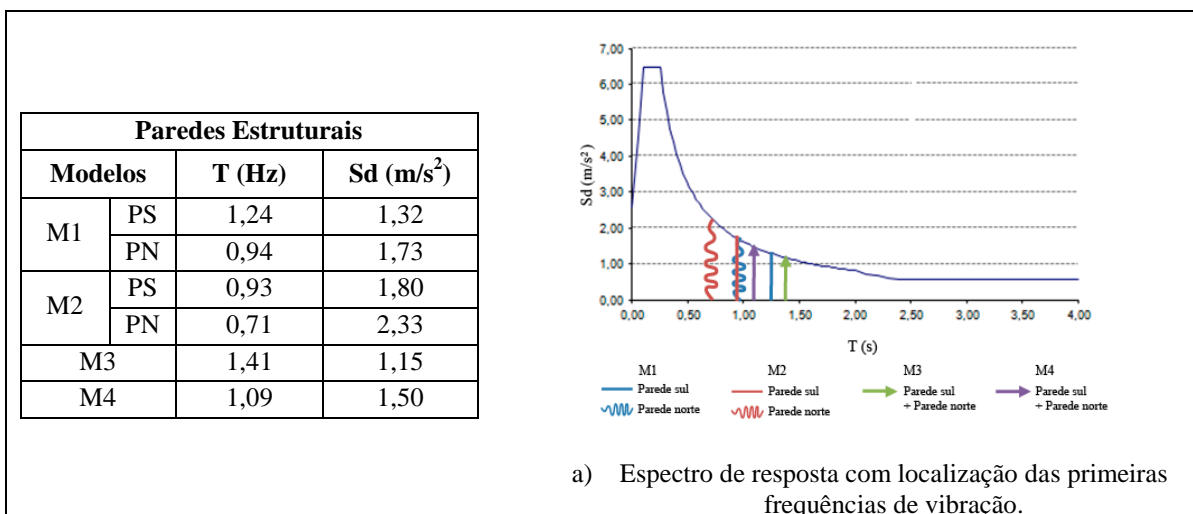 Paredes Estruturais
Modelos T (Hz) Sd (m/s²)
M1 PS 1,24 1,32
PN 0,94 1,73
M2 PS 0,93 1,80
PN 0,71 2,33
M3 1,41 1,15
M4 1,09 1,50
7,00
6,00
5,00
4,00
3,00
2,00
1,00
0,00
Sd (m/s²)
0,00 0,50 1,00 1,50 2,00 2,50 3,00 3,50 4,00
T (s)
M1 M2 M3 M4
Parede sul Parede sul Parede sul Parede sul
+ Parede norte + Parede norte
Parede norte Parede norte
a) Espectro de resposta com localização das primeiras
frequências de vibração.